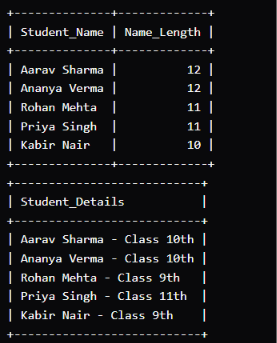 +---------------+-------------+
| Student_Name | Name_Length |
+---------------+-------------+
| Aarav Sharma | 12 |
| Ananya Verma | 12 |
| Rohan Mehta | 11 |
| Priya Singh | 11 |
| Kabir Nair | 10 |
+---------------+-------------+
+----------------------------+
| Student_Details |
+----------------------------+
| Aarav Sharma - Class 10th |
| Ananya Verma - Class 10th |
| Rohan Mehta - Class 9th |
| Priya Singh - Class 11th |
| Kabir Nair - Class 9th |
+----------------------------+